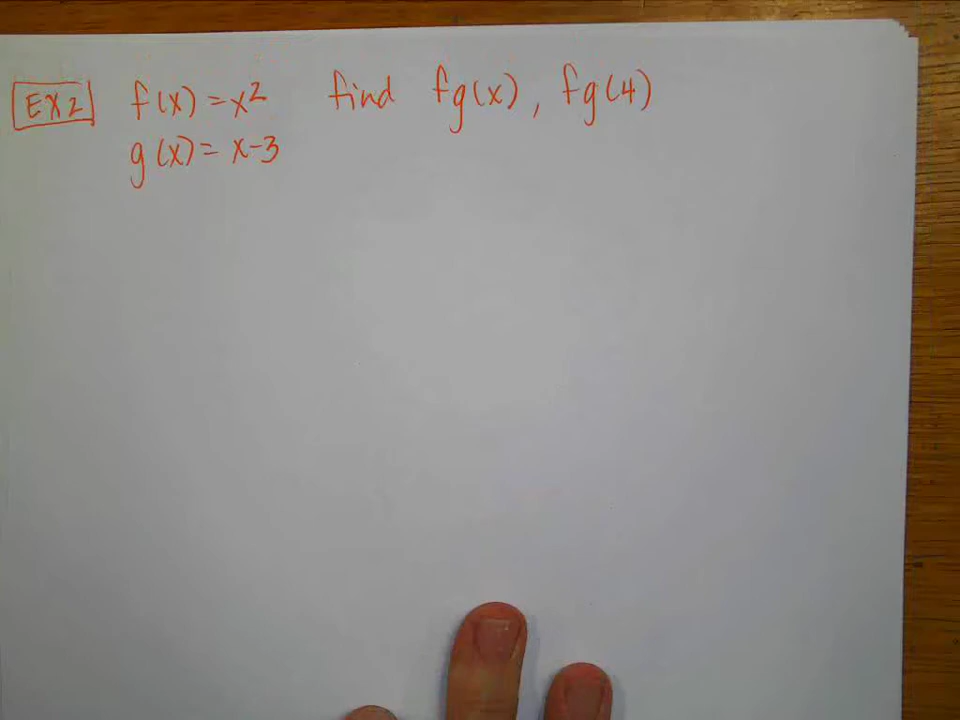 EX2 f(x) = x² find fg(x), fg(4)
g(x) = x-3